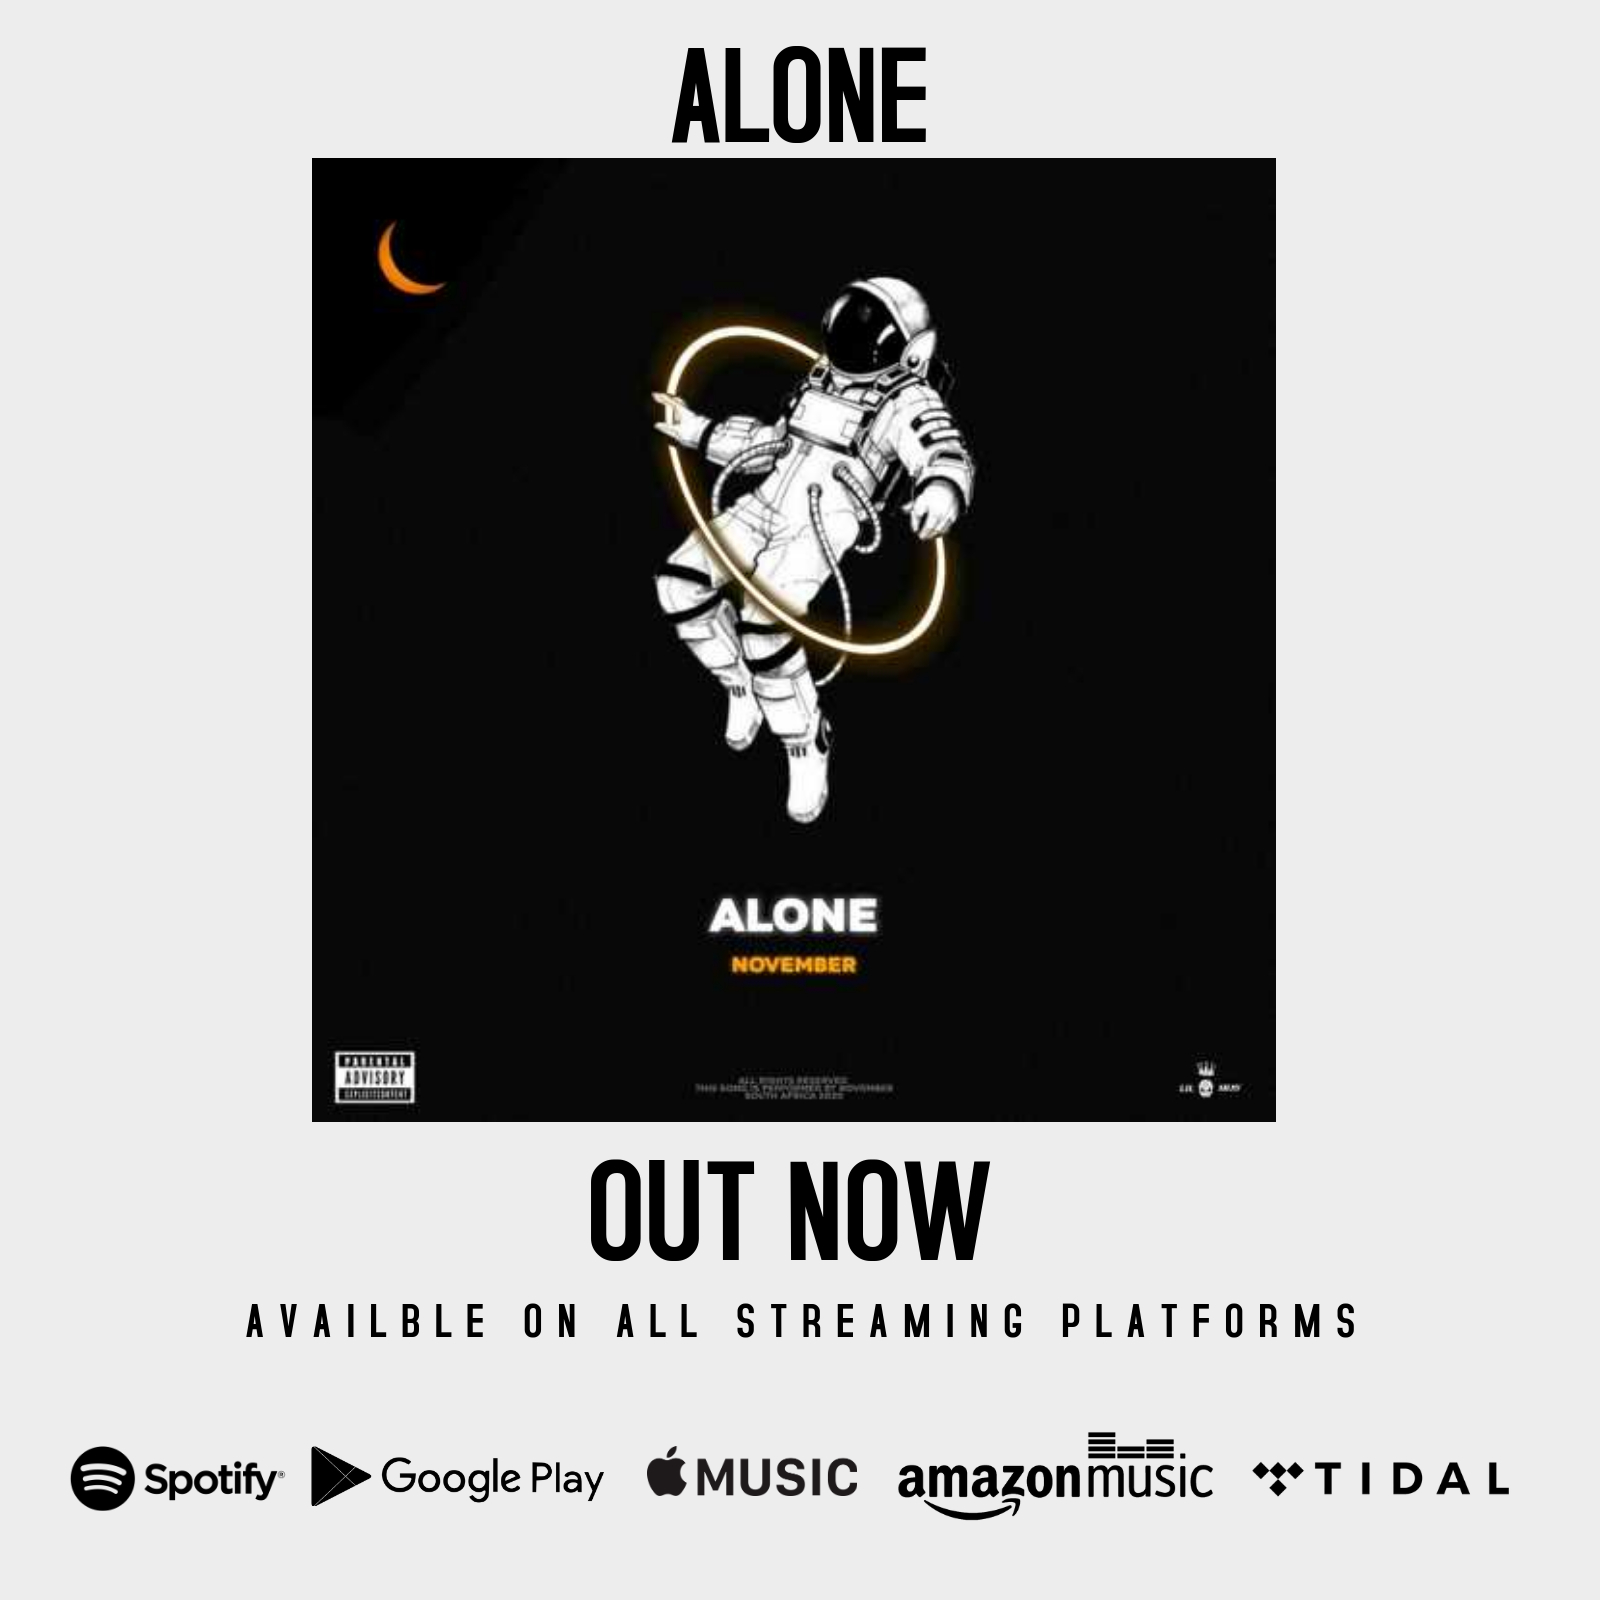 ALONE
ALONE
NOVEMBER
PARENTAL
ADVISORY
EXPLICIT CONTENT
ALL RIGHTS RESERVED
THIS SONG IS PERFORMED BY NOVEMBER
SOUTH AFRICA 2020
LIL
OUT NOW
AVAILBLE ON ALL STREAMING PLATFORMS
Spotify® Google Play MUSIC amazon music TIDAL